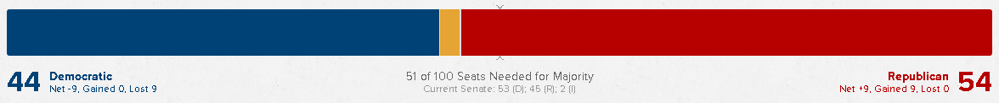 44 Democratic
Net -9, Gained 0, Lost 9
51 of 100 Seats Needed for Majority
Current Senate: 53 (D); 45 (R); 2 (I)
Republican 54
Net +9, Gained 9, Lost 0